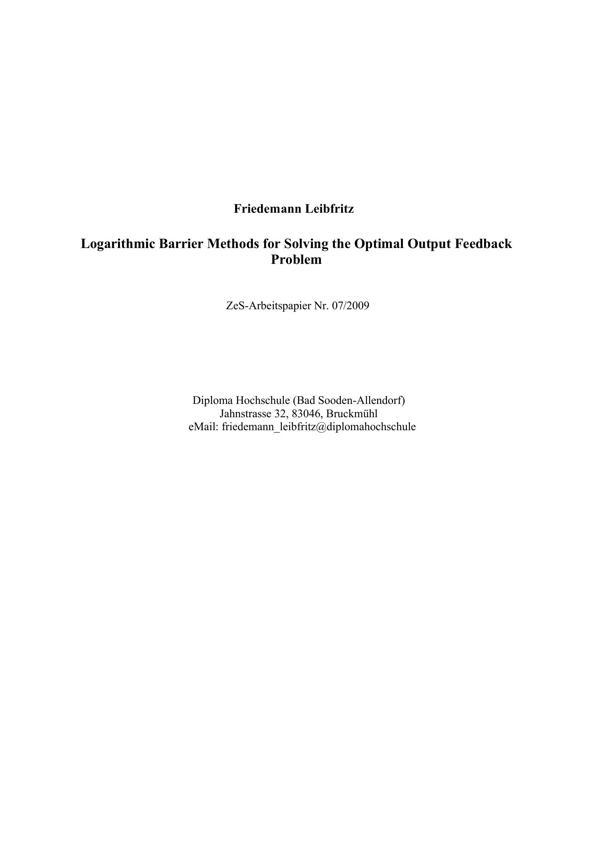 Friedemann Leibfritz
Logarithmic Barrier Methods for Solving the Optimal Output Feedback
Problem
ZeS-Arbeitspapier Nr. 07/2009
Diploma Hochschule (Bad Sooden-Allendorf)
Jahnstrasse 32, 83046, Bruckmühl
eMail: friedemann_leibfritz@diplomahochschule